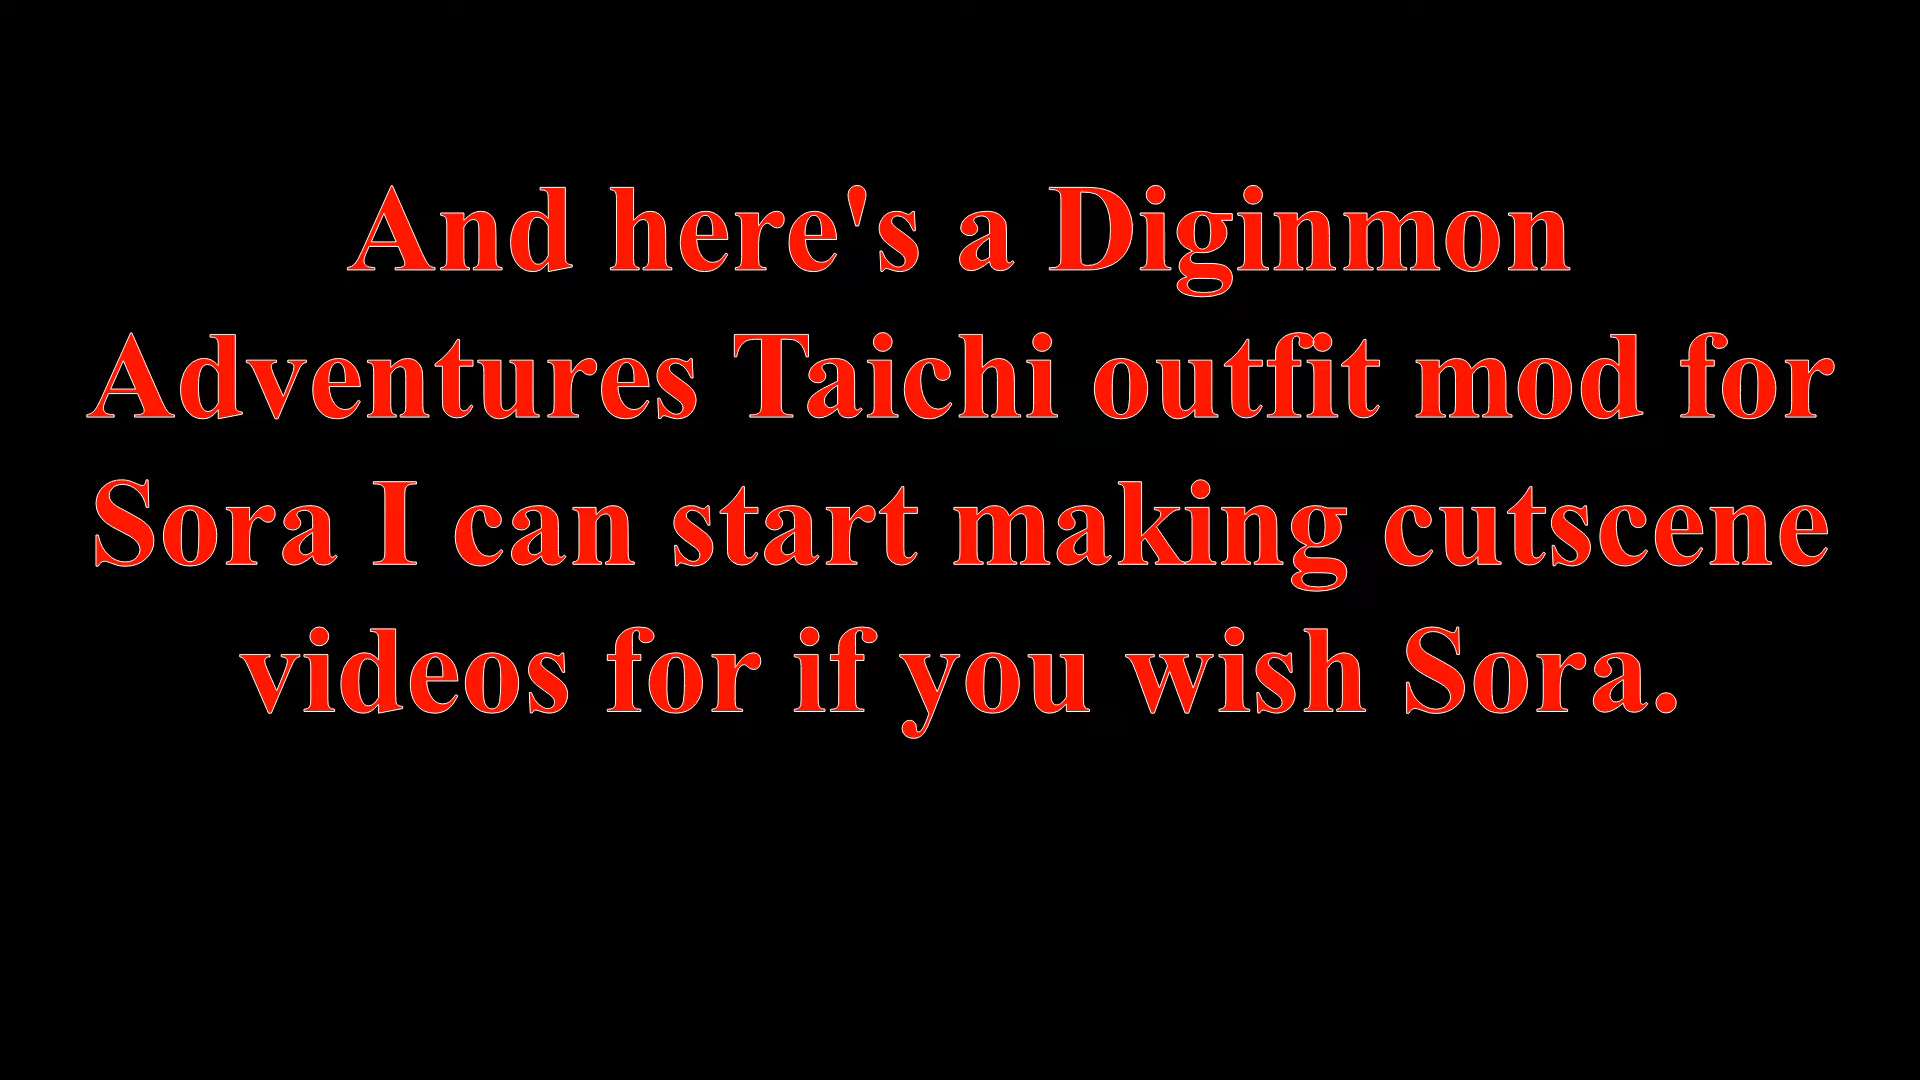 And here's a Diginmon
Adventures Taichi outfit mod for
Sora I can start making cutscene
videos for if you wish Sora.